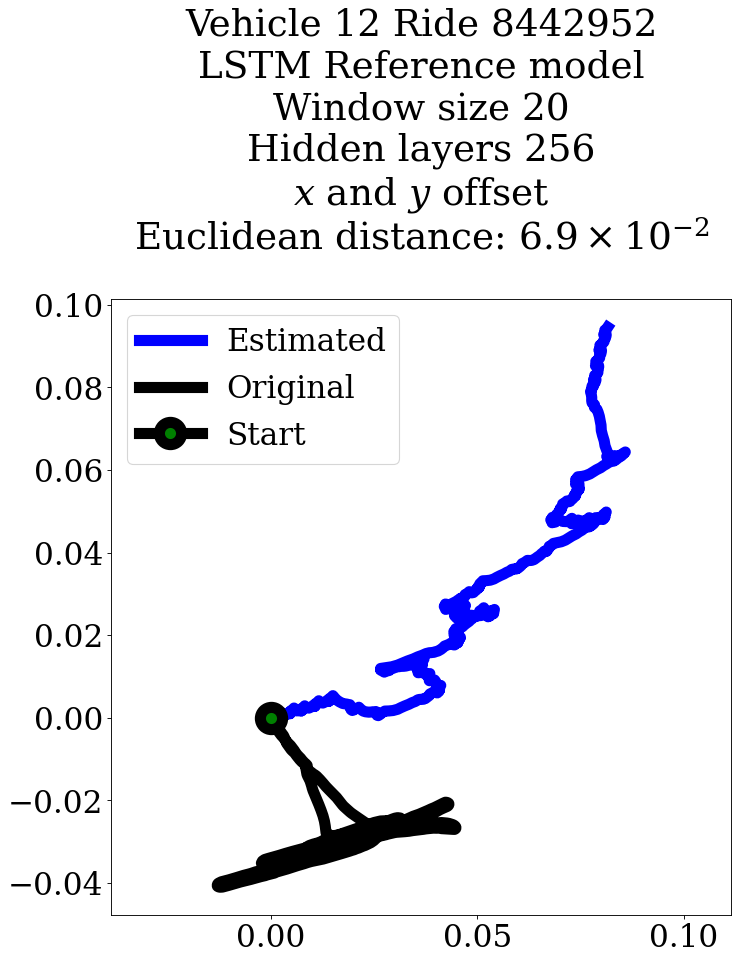 Vehicle 12 Ride 8442952
LSTM Reference model
Window size 20
Hidden layers 256
x and y offset
Euclidean distance: 6.9 × 10⁻²
0.10
0.08
0.06
0.04
0.02
0.00
−0.02
−0.04
Estimated
Original
Start
0.00 0.05 0.10